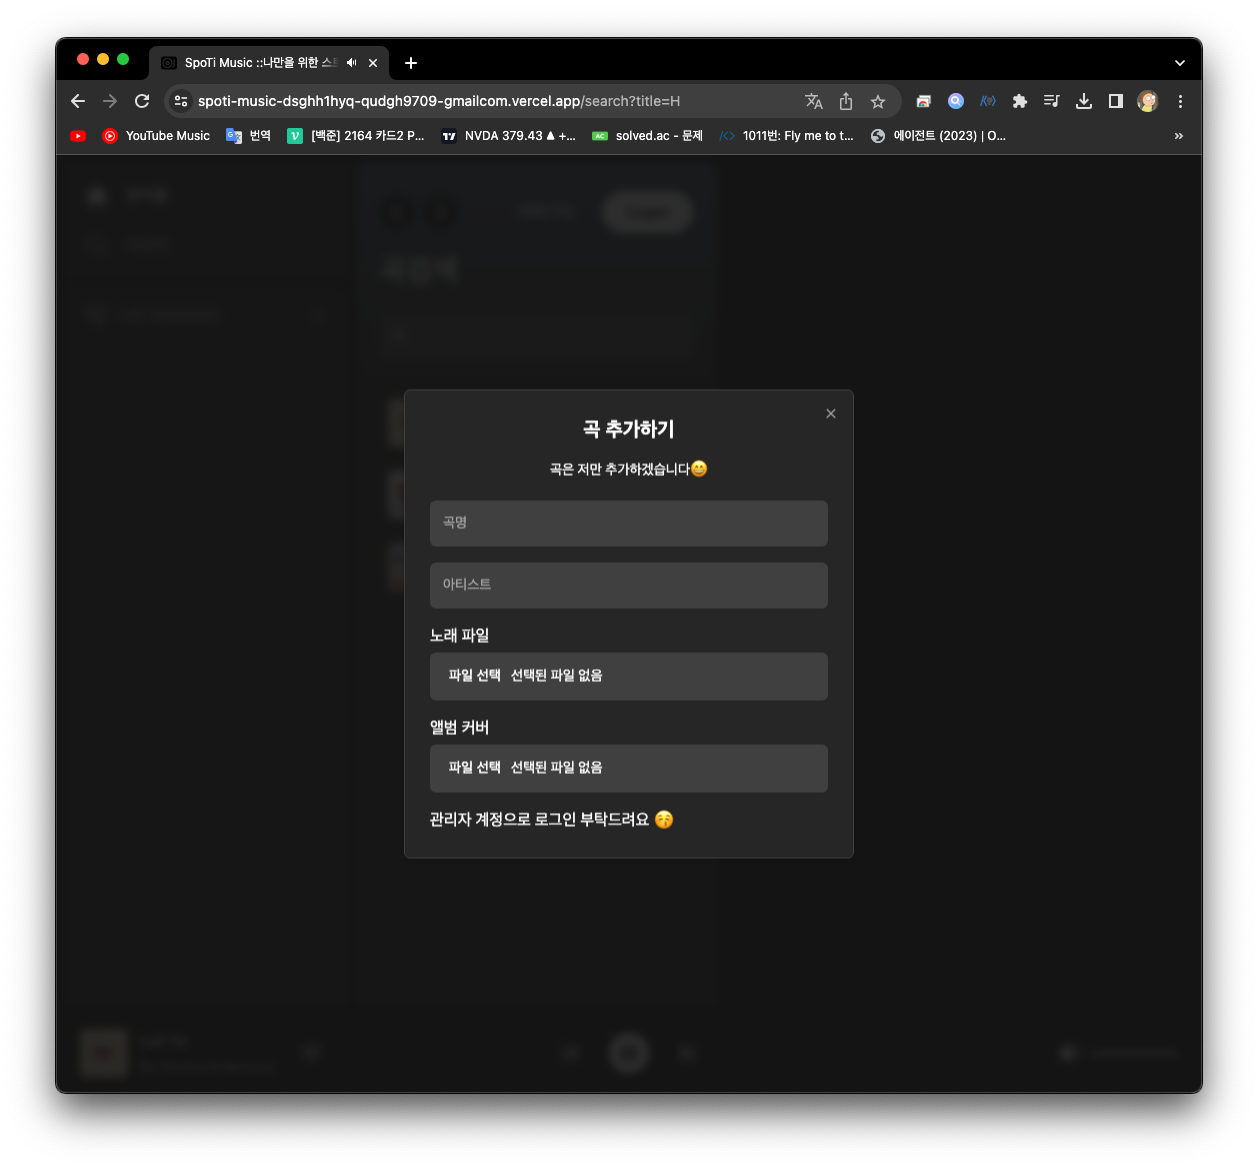 SpoTi Music ::나만을 위한 스트
spoti-music-dsghh1hyq-qudgh9709-gmailcom.vercel.app/search?title=H
YouTube Music
번역
[백준] 2164 카드2 P...
NVDA 379.43 ▲ +...
AC
solved.ac - 문제
1011번: Fly me to t...
에이전트 (2023) | O...
»
곡검색
곡 추가하기
곡은 저만 추가하겠습니다😄
곡명
아티스트
노래 파일
파일 선택 선택된 파일 없음
앨범 커버
파일 선택 선택된 파일 없음
관리자 계정으로 로그인 부탁드려요 😚